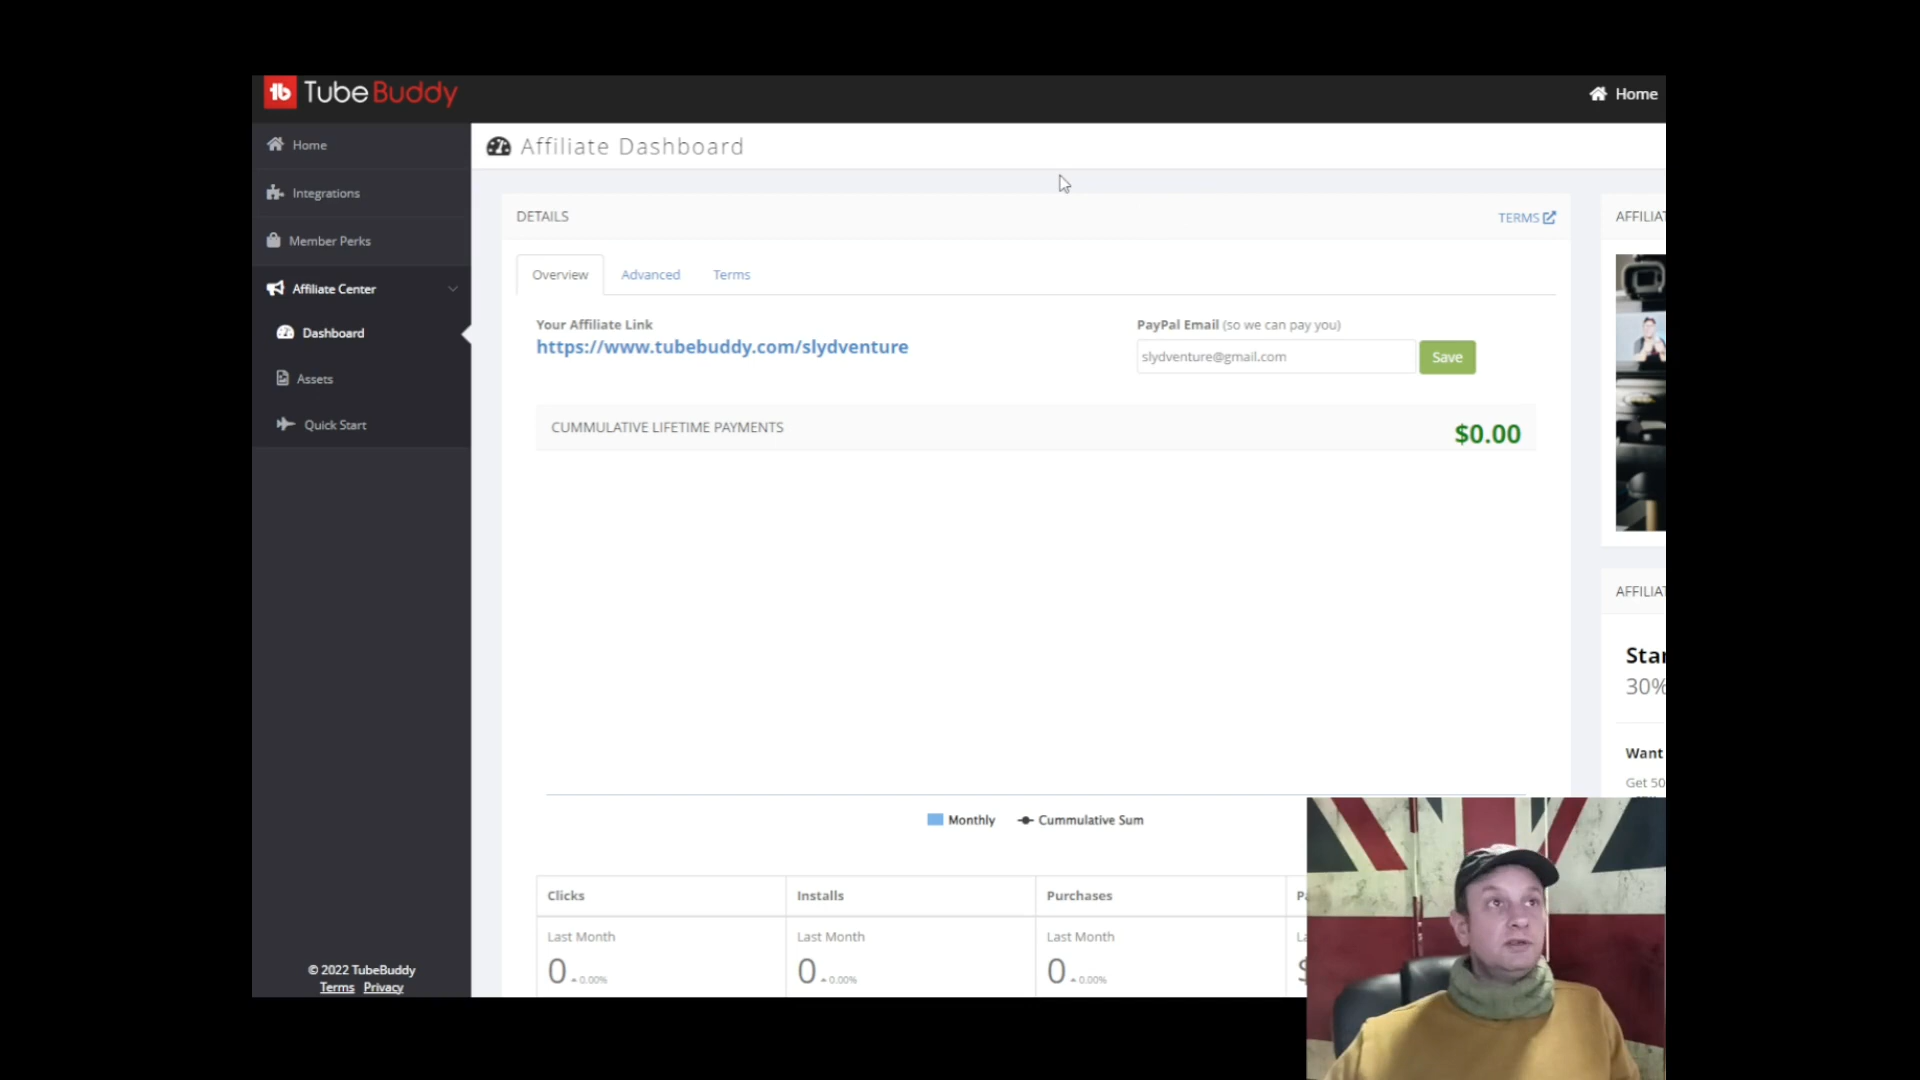 TubeBuddy
Home
Home
Integrations
Member Perks
Affiliate Center
Dashboard
Assets
Quick Start
© 2022 TubeBuddy
Terms Privacy
Affiliate Dashboard
DETAILS
TERMS
Overview Advanced Terms
Your Affiliate Link
https://www.tubebuddy.com/slydventure
PayPal Email (so we can pay you)
slydventure@gmail.com Save
CUMMULATIVE LIFETIME PAYMENTS
$0.00
Monthly Cummulative Sum
Clicks Installs Purchases
Last Month Last Month Last Month
0 0.00% 0 0.00% 0 0.00%
$
AFFILIAT
AFFILIAT
Star
30%
Want
Get 50